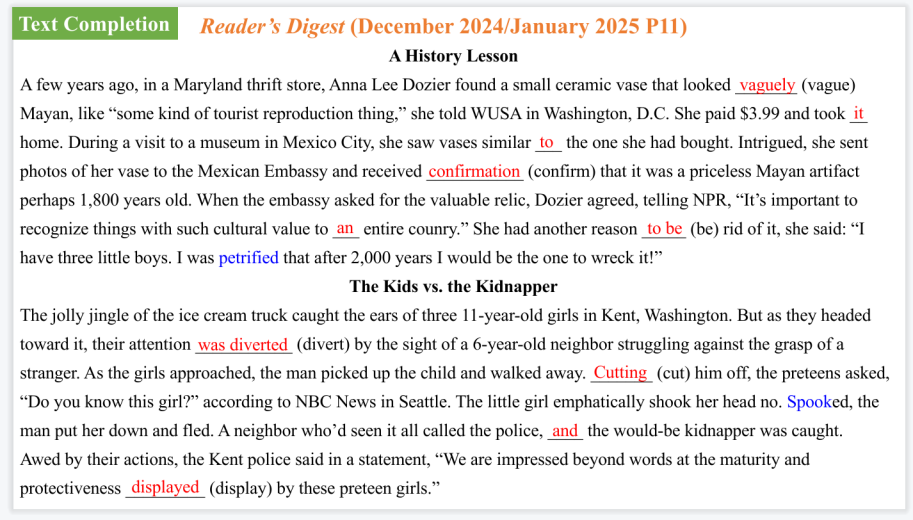 Text Completion
Reader's Digest (December 2024/January 2025 P11)
A History Lesson
A few years ago, in a Maryland thrift store, Anna Lee Dozier found a small ceramic vase that looked vaguely (vague)
Mayan, like “some kind of tourist reproduction thing,” she told WUSA in Washington, D.C. She paid $3.99 and took it
home. During a visit to a museum in Mexico City, she saw vases similar to the one she had bought. Intrigued, she sent
photos of her vase to the Mexican Embassy and received confirmation (confirm) that it was a priceless Mayan artifact
perhaps 1,800 years old. When the embassy asked for the valuable relic, Dozier agreed, telling NPR, “It’s important to
recognize things with such cultural value to an entire counry.” She had another reason to be (be) rid of it, she said: “I
have three little boys. I was petrified that after 2,000 years I would be the one to wreck it!”
The Kids vs. the Kidnapper
The jolly jingle of the ice cream truck caught the ears of three 11-year-old girls in Kent, Washington. But as they headed
toward it, their attention was diverted (divert) by the sight of a 6-year-old neighbor struggling against the grasp of a
stranger. As the girls approached, the man picked up the child and walked away. Cutting (cut) him off, the preteens asked,
“Do you know this girl?” according to NBC News in Seattle. The little girl emphatically shook her head no. Spooked, the
man put her down and fled. A neighbor who’d seen it all called the police, and the would-be kidnapper was caught.
Awed by their actions, the Kent police said in a statement, “We are impressed beyond words at the maturity and
protectiveness displayed (display) by these preteen girls.”